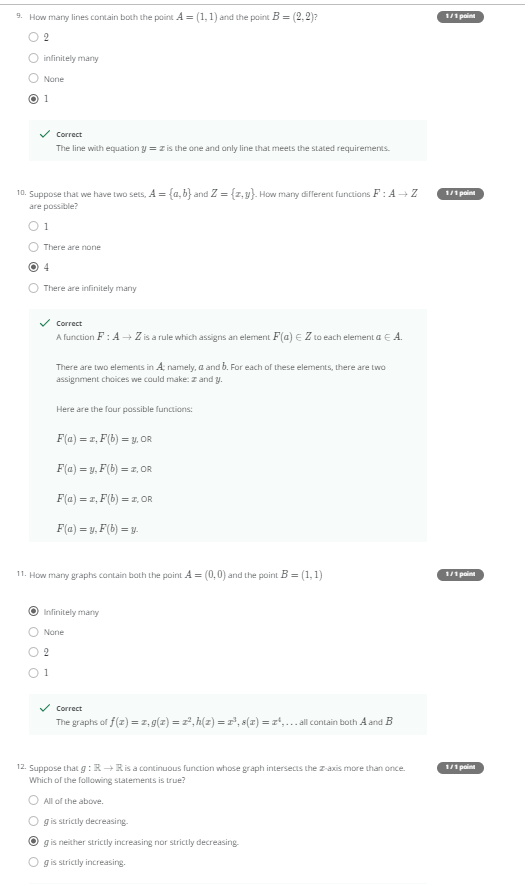 9. How many lines contain both the point A = (1, 1) and the point B = (2, 2)?
1 / 1 point
2
infinitely many
None
1
Correct
The line with equation y = x is the one and only line that meets the stated requirements.
10. Suppose that we have two sets, A = {a, b} and Z = {x, y}. How many different functions F : A → Z
are possible?
1 / 1 point
1
There are none
4
There are infinitely many
Correct
A function F : A → Z is a rule which assigns an element F(a) ∈ Z to each element a ∈ A.
There are two elements in A; namely, a and b. For each of these elements, there are two
assignment choices we could make: x and y.
Here are the four possible functions:
F(a) = x, F(b) = y, OR
F(a) = y, F(b) = x, OR
F(a) = x, F(b) = x, OR
F(a) = y, F(b) = y.
11. How many graphs contain both the point A = (0, 0) and the point B = (1, 1)
1 / 1 point
Infinitely many
None
2
1
Correct
The graphs of f(x) = x, g(x) = x², h(x) = x³, s(x) = x⁴, . . . all contain both A and B
12. Suppose that g : ℝ → ℝ is a continuous function whose graph intersects the x-axis more than once.
Which of the following statements is true?
1 / 1 point
All of the above.
g is strictly decreasing.
g is neither strictly increasing nor strictly decreasing.
g is strictly increasing.